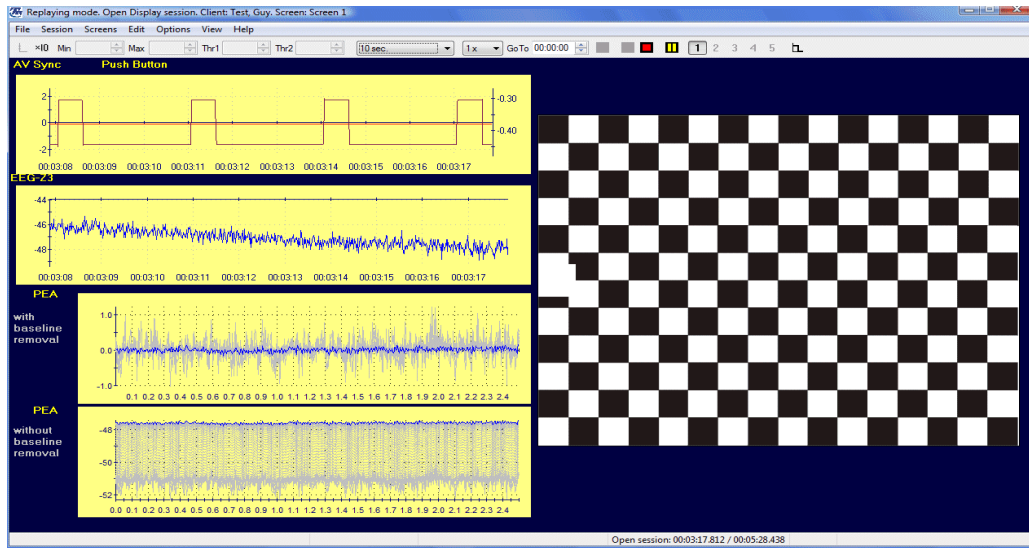 Replaying mode. Open Display session. Client: Test, Guy. Screen: Screen 1
File Session Screens Edit Options View Help
×10 Min Max Thr1 Thr2 10 sec. 1 x GoTo 00:00:00 1 2 3 4 5
AV Sync Push Button
2 -0.30
0 -0.40
-2
00:03:08 00:03:09 00:03:10 00:03:11 00:03:12 00:03:13 00:03:14 00:03:15 00:03:16 00:03:17
EEG-Z3
-44
-46
-48
00:03:08 00:03:09 00:03:10 00:03:11 00:03:12 00:03:13 00:03:14 00:03:15 00:03:16 00:03:17
PEA
with
baseline
removal
1.0
0.0
-1.0
0.1 0.2 0.3 0.4 0.5 0.6 0.7 0.8 0.9 1.0 1.1 1.2 1.3 1.4 1.5 1.6 1.7 1.8 1.9 2.0 2.1 2.2 2.3 2.4
PEA
without
baseline
removal
-48
-50
-52
0.0 0.1 0.2 0.3 0.4 0.5 0.6 0.7 0.8 0.9 1.0 1.1 1.2 1.3 1.4 1.5 1.6 1.7 1.8 1.9 2.0 2.1 2.2 2.3 2.4
Open session: 00:03:17.812 / 00:05:28.438